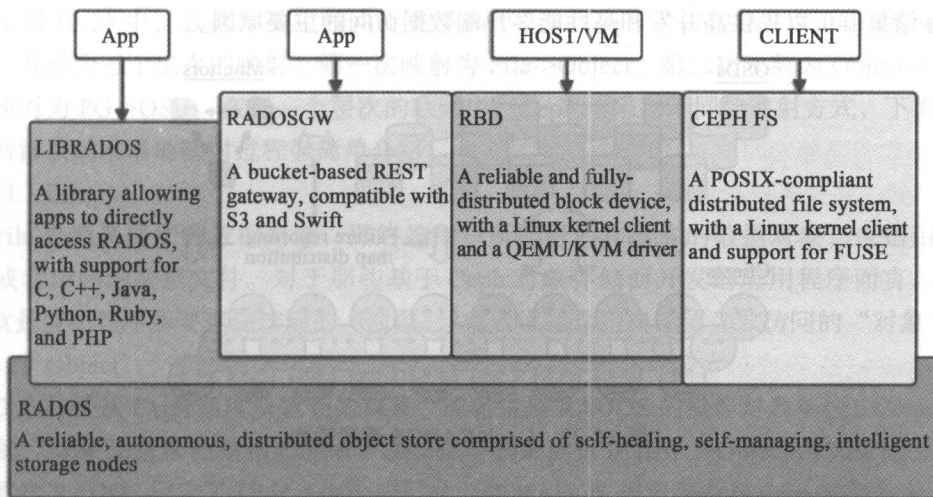 App
App
HOST/VM
CLIENT
LIBRADOS
A library allowing
apps to directly
access RADOS,
with support for
C, C++, Java,
Python, Ruby,
and PHP
RADOSGW
A bucket-based REST
gateway, compatible with
S3 and Swift
RBD
A reliable and fully-
distributed block device,
with a Linux kernel client
and a QEMU/KVM driver
CEPH FS
A POSIX-compliant
distributed file system,
with a Linux kernel client
and support for FUSE
RADOS
A reliable, autonomous, distributed object store comprised of self-healing, self-managing, intelligent
storage nodes